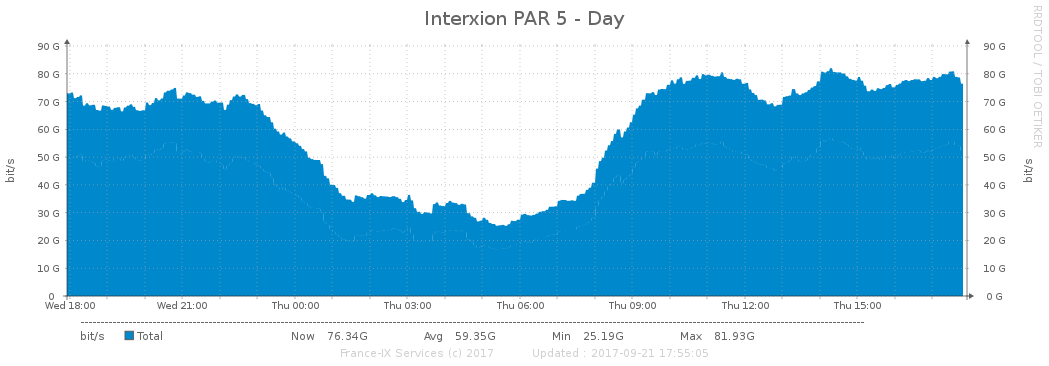 Interxion PAR 5 - Day
RRDTOOL / TOBI OETIKER
bit/s
90 G 90 G
80 G 80 G
70 G 70 G
60 G 60 G
50 G 50 G
40 G 40 G
30 G 30 G
20 G 20 G
10 G 10 G
0 0 G
bit/s
Wed 18:00 Wed 21:00 Thu 00:00 Thu 03:00 Thu 06:00 Thu 09:00 Thu 12:00 Thu 15:00
bit/s Total Now 76.34G Avg 59.35G Min 25.19G Max 81.93G
France-IX Services (c) 2017 Updated : 2017-09-21 17:55:05